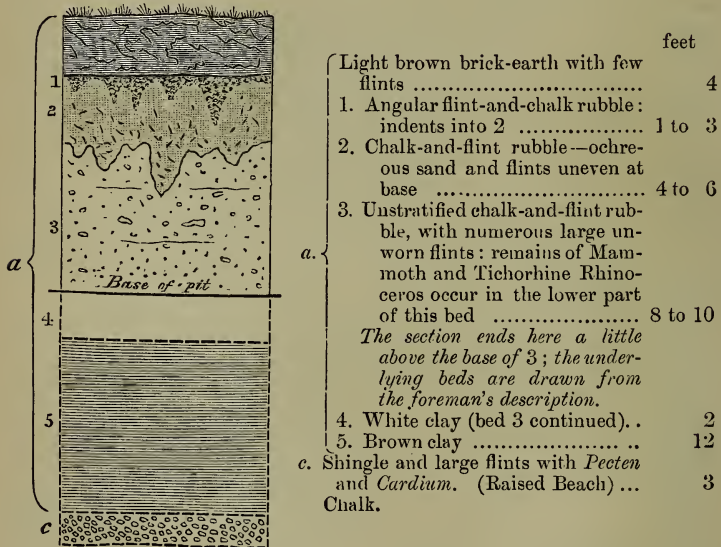 a
1
2
3
Base of pit
4
5
c
feet
a.
Light brown brick-earth with few
flints ................................. 4
1. Angular flint-and-chalk rubble :
indents into 2 .................. 1 to 3
2. Chalk-and-flint rubble—ochre-
ous sand and flints uneven at
base .............................. 4 to 6
3. Unstratified chalk-and-flint rub-
ble, with numerous large un-
worn flints : remains of Mam-
moth and Tichorhine Rhino-
ceros occur in the lower part
of this bed ..................... 8 to 10
The section ends here a little
above the base of 3 ; the under-
lying beds are drawn from
the foreman's description.
4. White clay (bed 3 continued). . 2
5. Brown clay ..................... .. 12
c. Shingle and large flints with Pecten
and Cardium. (Raised Beach) ... 3
Chalk.